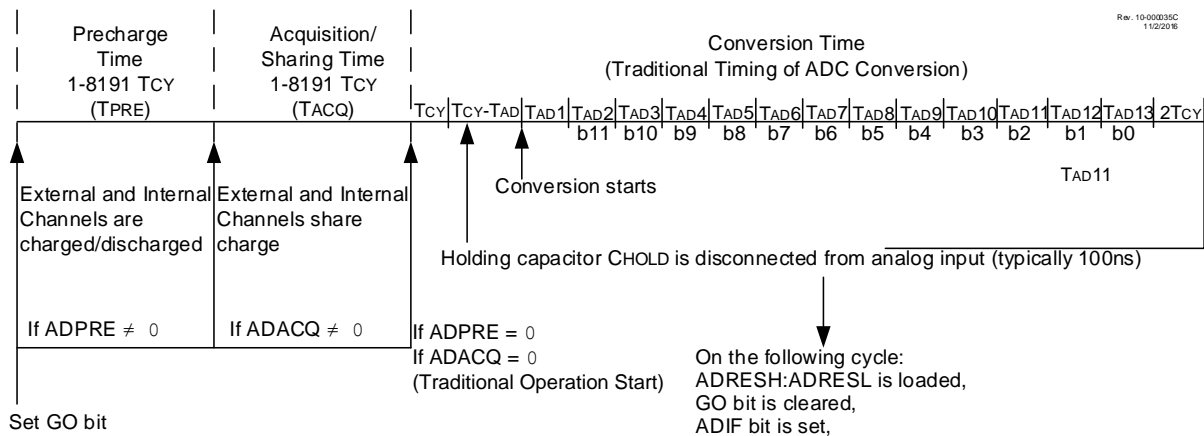 Rev. 10-000035C
11/2/2016
Precharge
Time
1-8191 TCY
(TPRE)
Acquisition/
Sharing Time
1-8191 TCY
(TACQ)
Conversion Time
(Traditional Timing of ADC Conversion)
TCY TCY-TAD TAD1 TAD2 TAD3 TAD4 TAD5 TAD6 TAD7 TAD8 TAD9 TAD10 TAD11 TAD12 TAD13 2TCY
b11 b10 b9 b8 b7 b6 b5 b4 b3 b2 b1 b0
TAD11
Conversion starts
External and Internal
Channels are
charged/discharged
External and Internal
Channels share
charge
Holding capacitor CHOLD is disconnected from analog input (typically 100ns)
If ADPRE ≠ 0
If ADACQ ≠ 0
If ADPRE = 0
If ADACQ = 0
(Traditional Operation Start)
On the following cycle:
ADRESH:ADRESL is loaded,
GO bit is cleared,
ADIF bit is set,
Set GO bit